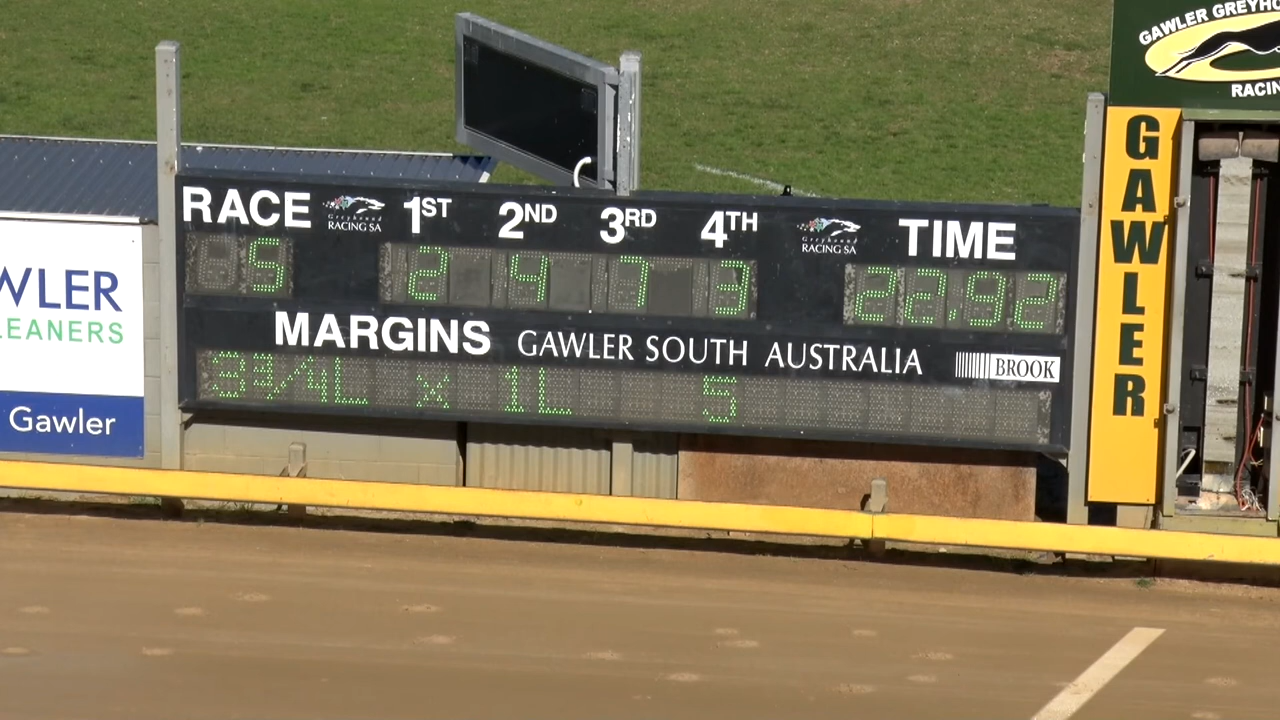 GAWLER GREYHO
RACIN
GAWLER
RACE
Greyhound
RACING SA
1ST 2ND 3RD 4TH
Greyhound
RACING SA
TIME
5 2 4 7 3 22.92
MARGINS GAWLER SOUTH AUSTRALIA BROOK
3 3/4L x 1L 5
WLER
LEANERS
Gawler